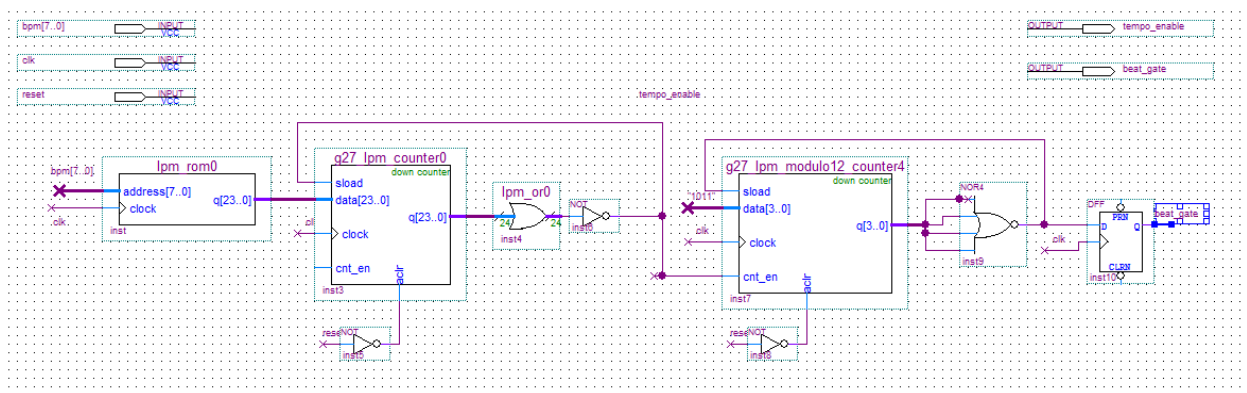 bpm[7..0] INPUT VCC
OUTPUT tempo_enable
clk INPUT VCC
OUTPUT beat_gate
reset INPUT VCC
tempo_enable
bpm[7..0]
lpm_rom0
address[7..0]
q[23..0]
clk
clock
inst
g27_lpm_counter0
down counter
sload
data[23..0]
q[23..0]
cl
clock
cnt_en
aclr
inst3
lpm_or0
24 24
inst4
NOT
inst6
rese NOT
inst5
g27_lpm_modulo12_counter4
down counter
sload
"1011"
data[3..0]
q[3..0]
clk
clock
cnt_en
aclr
inst7
rese NOT
inst8
NOR4
inst9
DFF
PRN
D Q
beat_gate
clk
CLRN
inst10